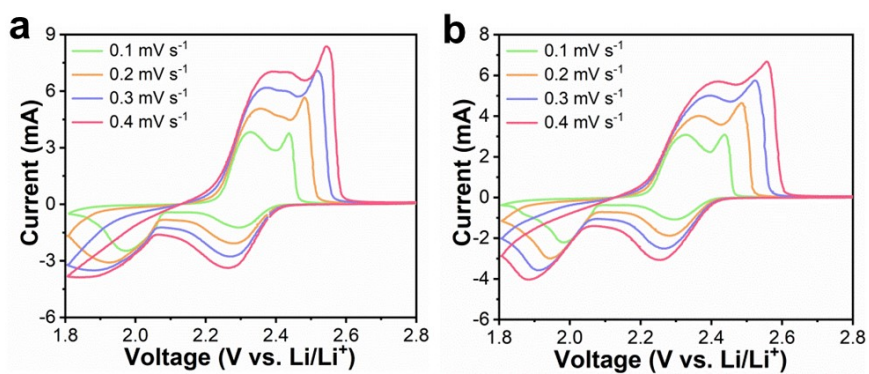 a
0.1 mV s⁻¹
0.2 mV s⁻¹
0.3 mV s⁻¹
0.4 mV s⁻¹
9
6
3
0
-3
-6
Current (mA)
1.8 2.0 2.2 2.4 2.6 2.8
Voltage (V vs. Li/Li⁺)
b
0.1 mV s⁻¹
0.2 mV s⁻¹
0.3 mV s⁻¹
0.4 mV s⁻¹
8
6
4
2
0
-2
-4
-6
Current (mA)
1.8 2.0 2.2 2.4 2.6 2.8
Voltage (V vs. Li/Li⁺)